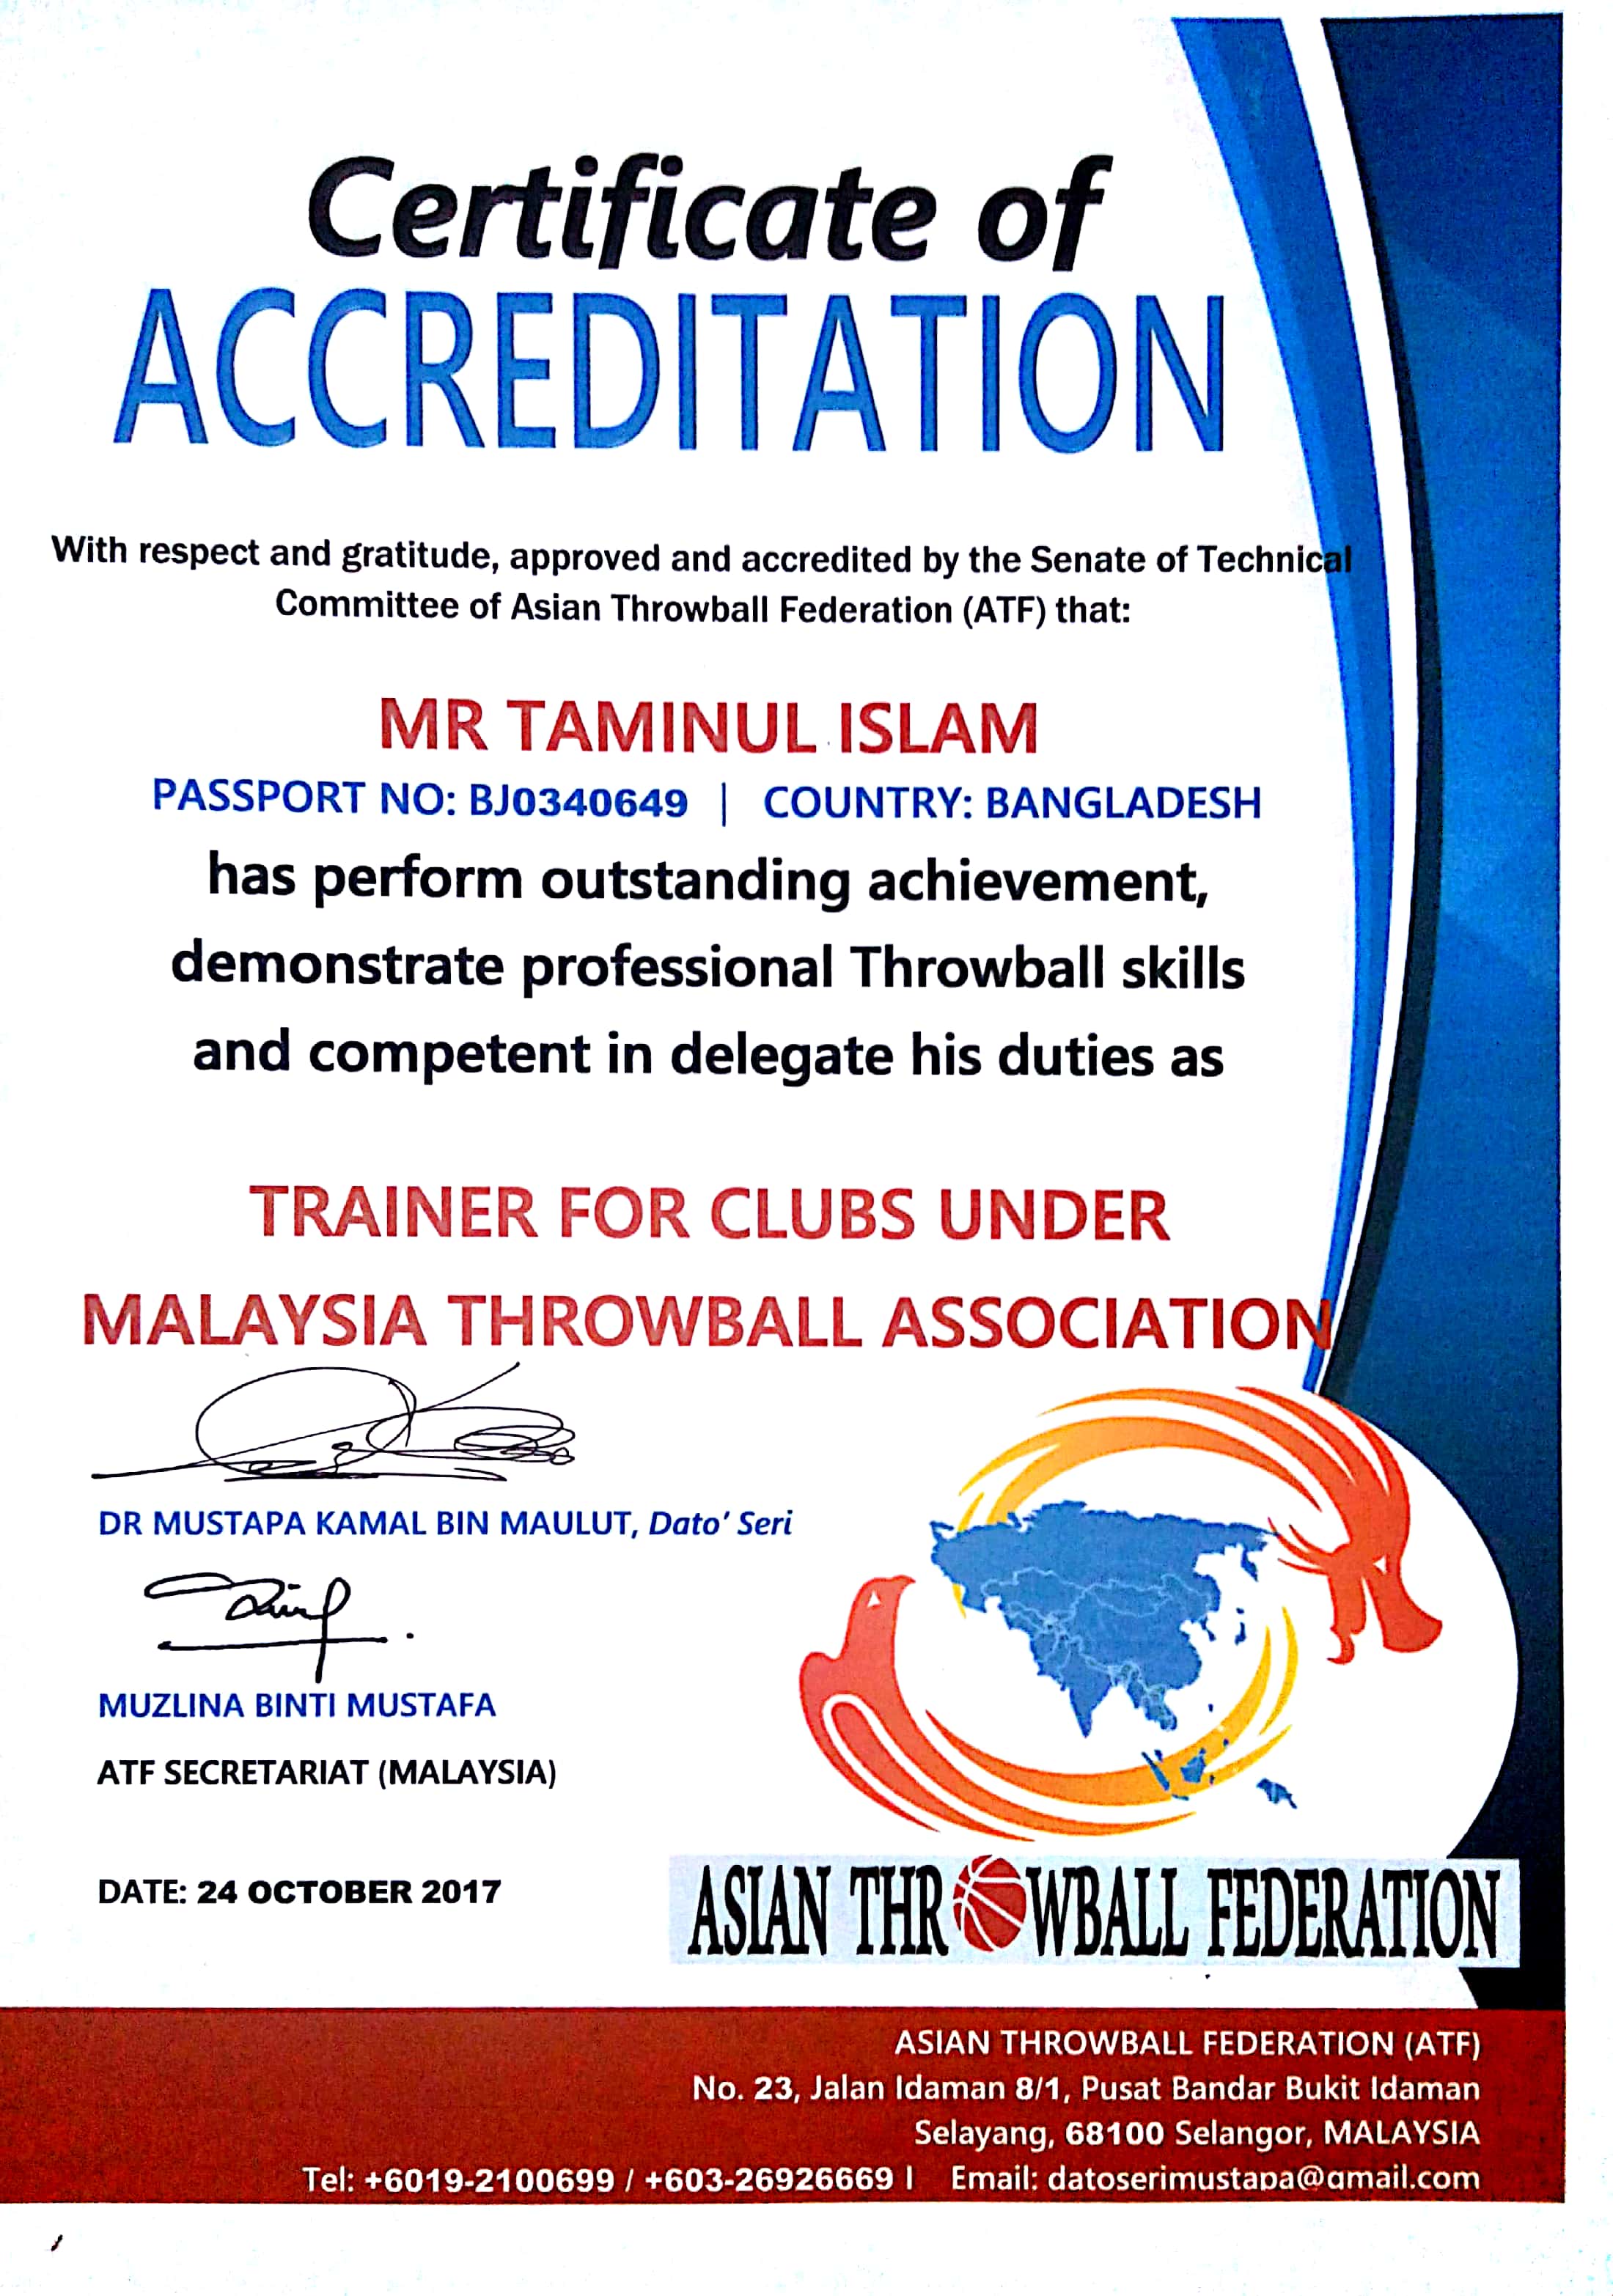 Certificate of
ACCREDITATION
With respect and gratitude, approved and accredited by the Senate of Technical
Committee of Asian Throwball Federation (ATF) that:
MR TAMINUL ISLAM
PASSPORT NO: BJ0340649 | COUNTRY: BANGLADESH
has perform outstanding achievement,
demonstrate professional Throwball skills
and competent in delegate his duties as
TRAINER FOR CLUBS UNDER
MALAYSIA THROWBALL ASSOCIATION
DR MUSTAPA KAMAL BIN MAULUT, Dato' Seri
MUZLINA BINTI MUSTAFA
ATF SECRETARIAT (MALAYSIA)
DATE: 24 OCTOBER 2017
ASIAN THROWBALL FEDERATION
ASIAN THROWBALL FEDERATION (ATF)
No. 23, Jalan Idaman 8/1, Pusat Bandar Bukit Idaman
Selayang, 68100 Selangor, MALAYSIA
Tel: +6019-2100699 / +603-26926669 | Email: datoserimustapa@gmail.com